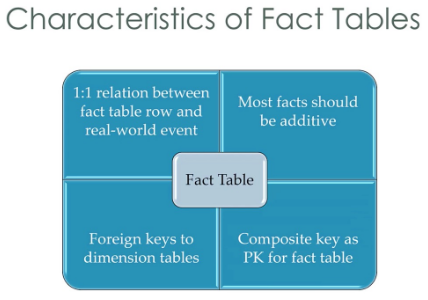 Characteristics of Fact Tables
1:1 relation between
fact table row and
real-world event
Most facts should
be additive
Fact Table
Foreign keys to
dimension tables
Composite key as
PK for fact table